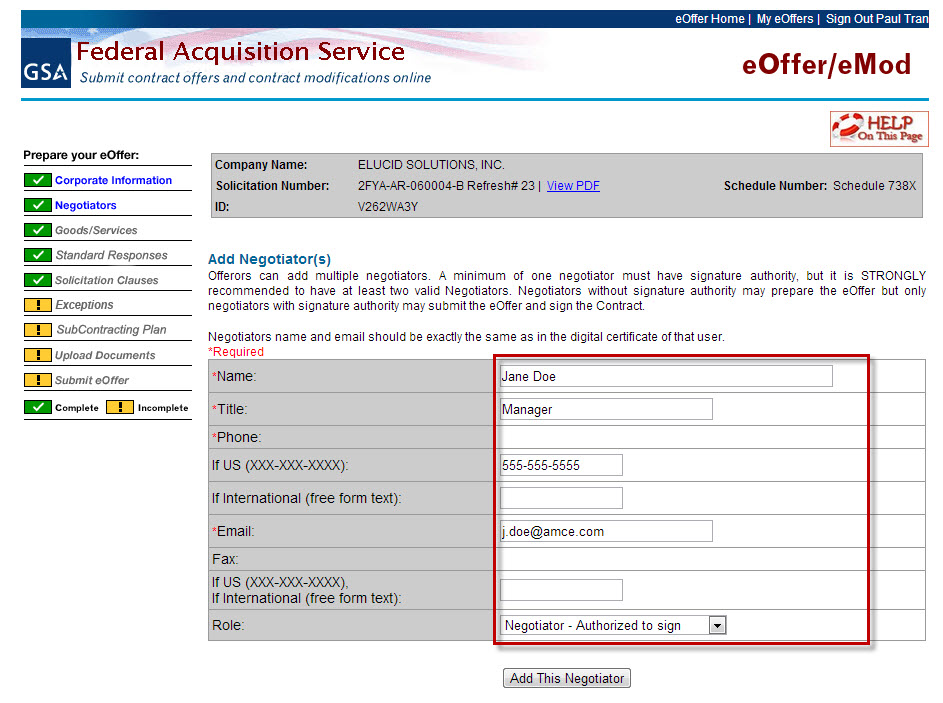 eOffer Home | My eOffers | Sign Out Paul Tran
GSA
Federal Acquisition Service
Submit contract offers and contract modifications online
eOffer/eMod
HELP
On This Page
Prepare your eOffer:
Corporate Information
Negotiators
Goods/Services
Standard Responses
Solicitation Clauses
Exceptions
SubContracting Plan
Upload Documents
Submit eOffer
Complete ! Incomplete
Company Name: ELUCID SOLUTIONS, INC.
Solicitation Number: 2FYA-AR-060004-B Refresh# 23 | View PDF Schedule Number: Schedule 738X
ID: V262WA3Y
Add Negotiator(s)
Offerors can add multiple negotiators. A minimum of one negotiator must have signature authority, but it is STRONGLY
recommended to have at least two valid Negotiators. Negotiators without signature authority may prepare the eOffer but only
negotiators with signature authority may submit the eOffer and sign the Contract.
Negotiators name and email should be exactly the same as in the digital certificate of that user.
*Required
*Name: Jane Doe
*Title: Manager
*Phone:
If US (XXX-XXX-XXXX): 555-555-5555
If International (free form text):
*Email: j.doe@amce.com
Fax:
If US (XXX-XXX-XXXX),
If International (free form text):
Role: Negotiator - Authorized to sign
Add This Negotiator